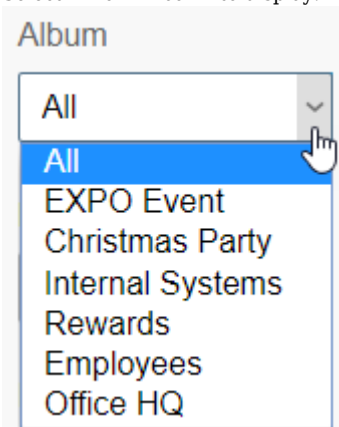 Album
All
All
EXPO Event
Christmas Party
Internal Systems
Rewards
Employees
Office HQ